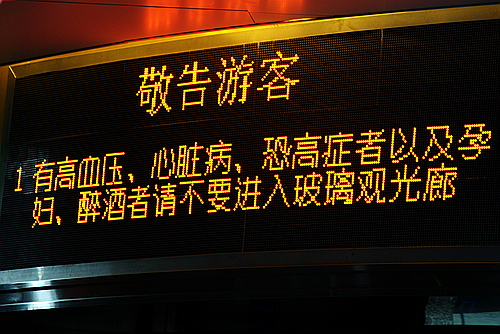 敬告游客
1 有高血压、心脏病、恐高症者以及孕
妇、醉酒者请不要进入玻璃观光廊